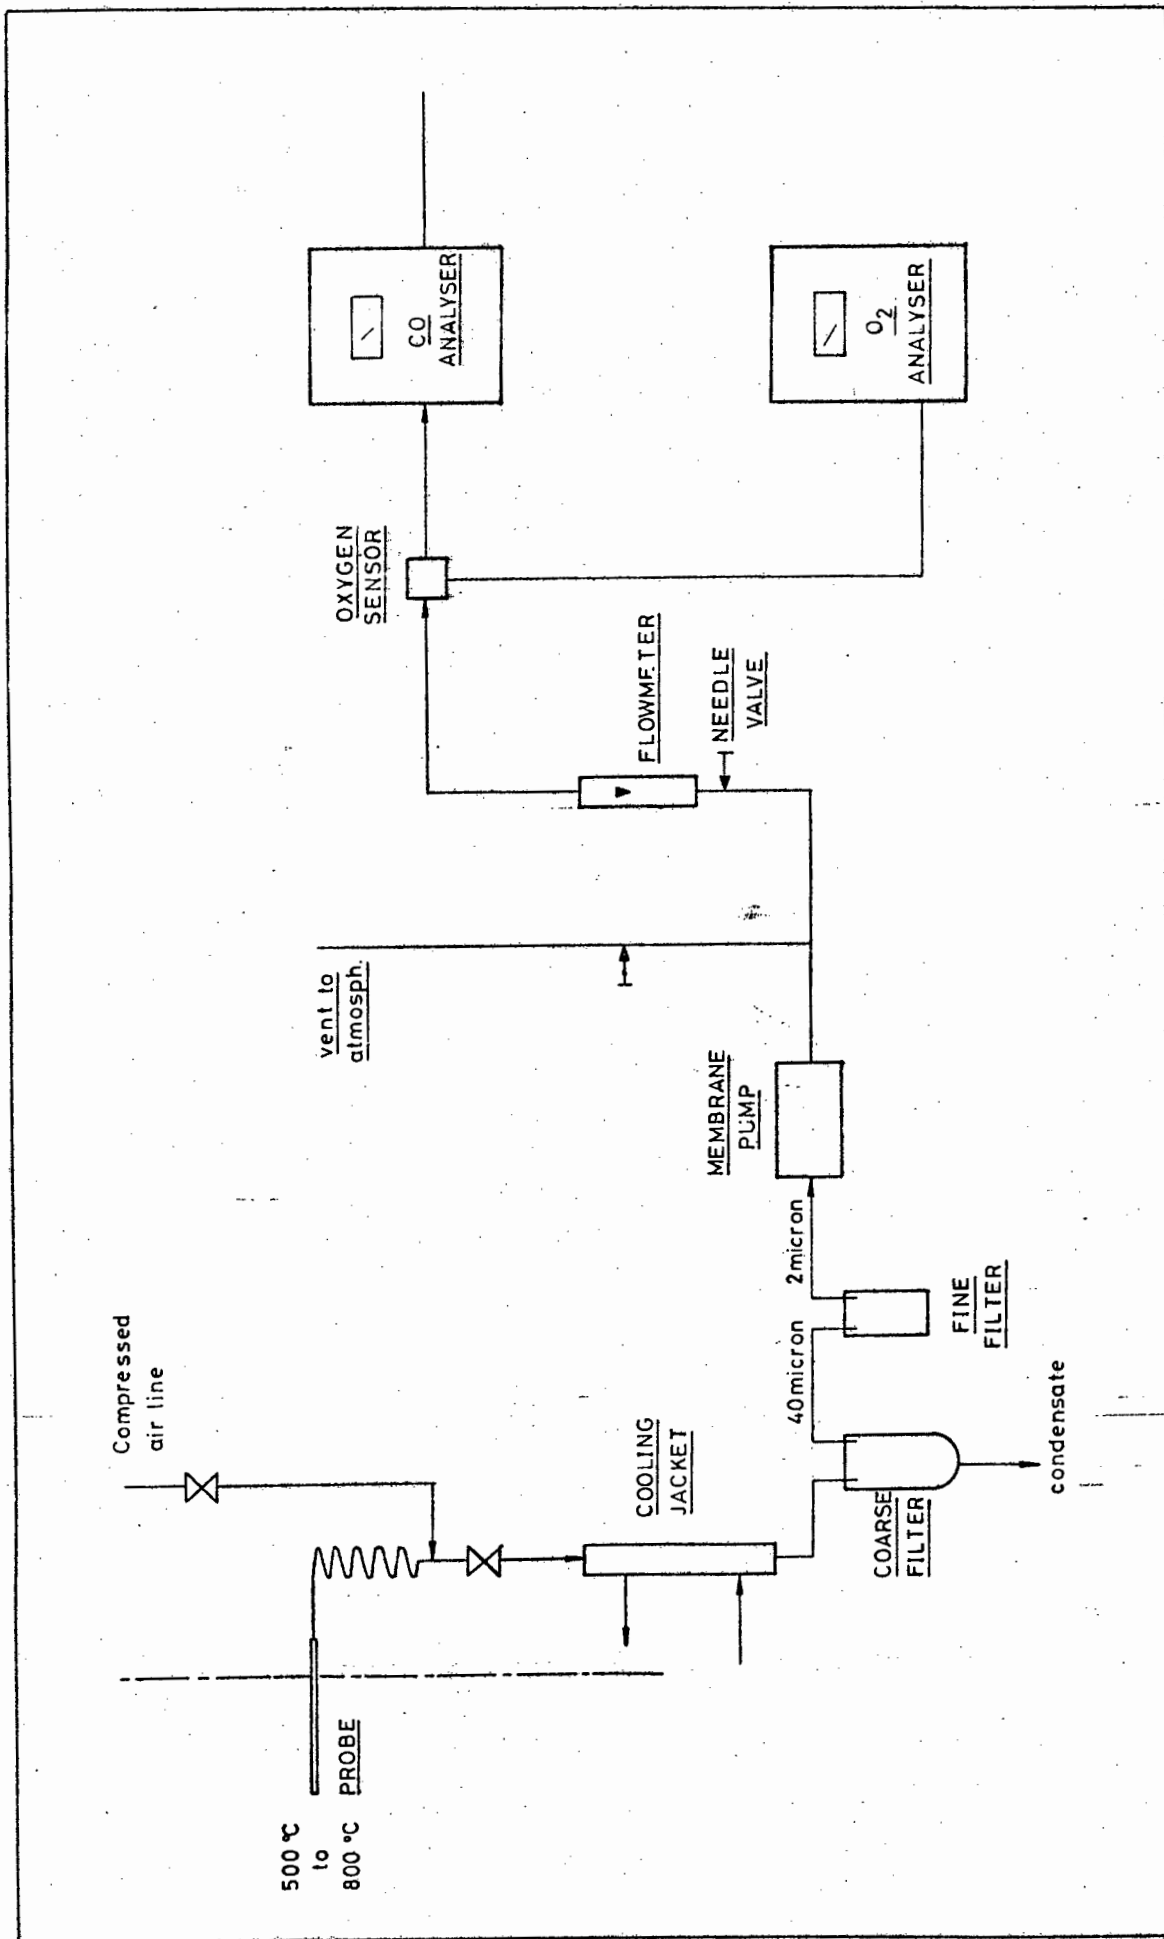 500 °C
to
800 °C
PROBE
Compressed
air line
COOLING
JACKET
COARSE
FILTER
condensate
40micron
FINE
FILTER
2micron
MEMBRANE
PUMP
vent to
atmosph.
FLOWMETER
NEEDLE
VALVE
OXYGEN
SENSOR
CO
ANALYSER
O2
ANALYSER